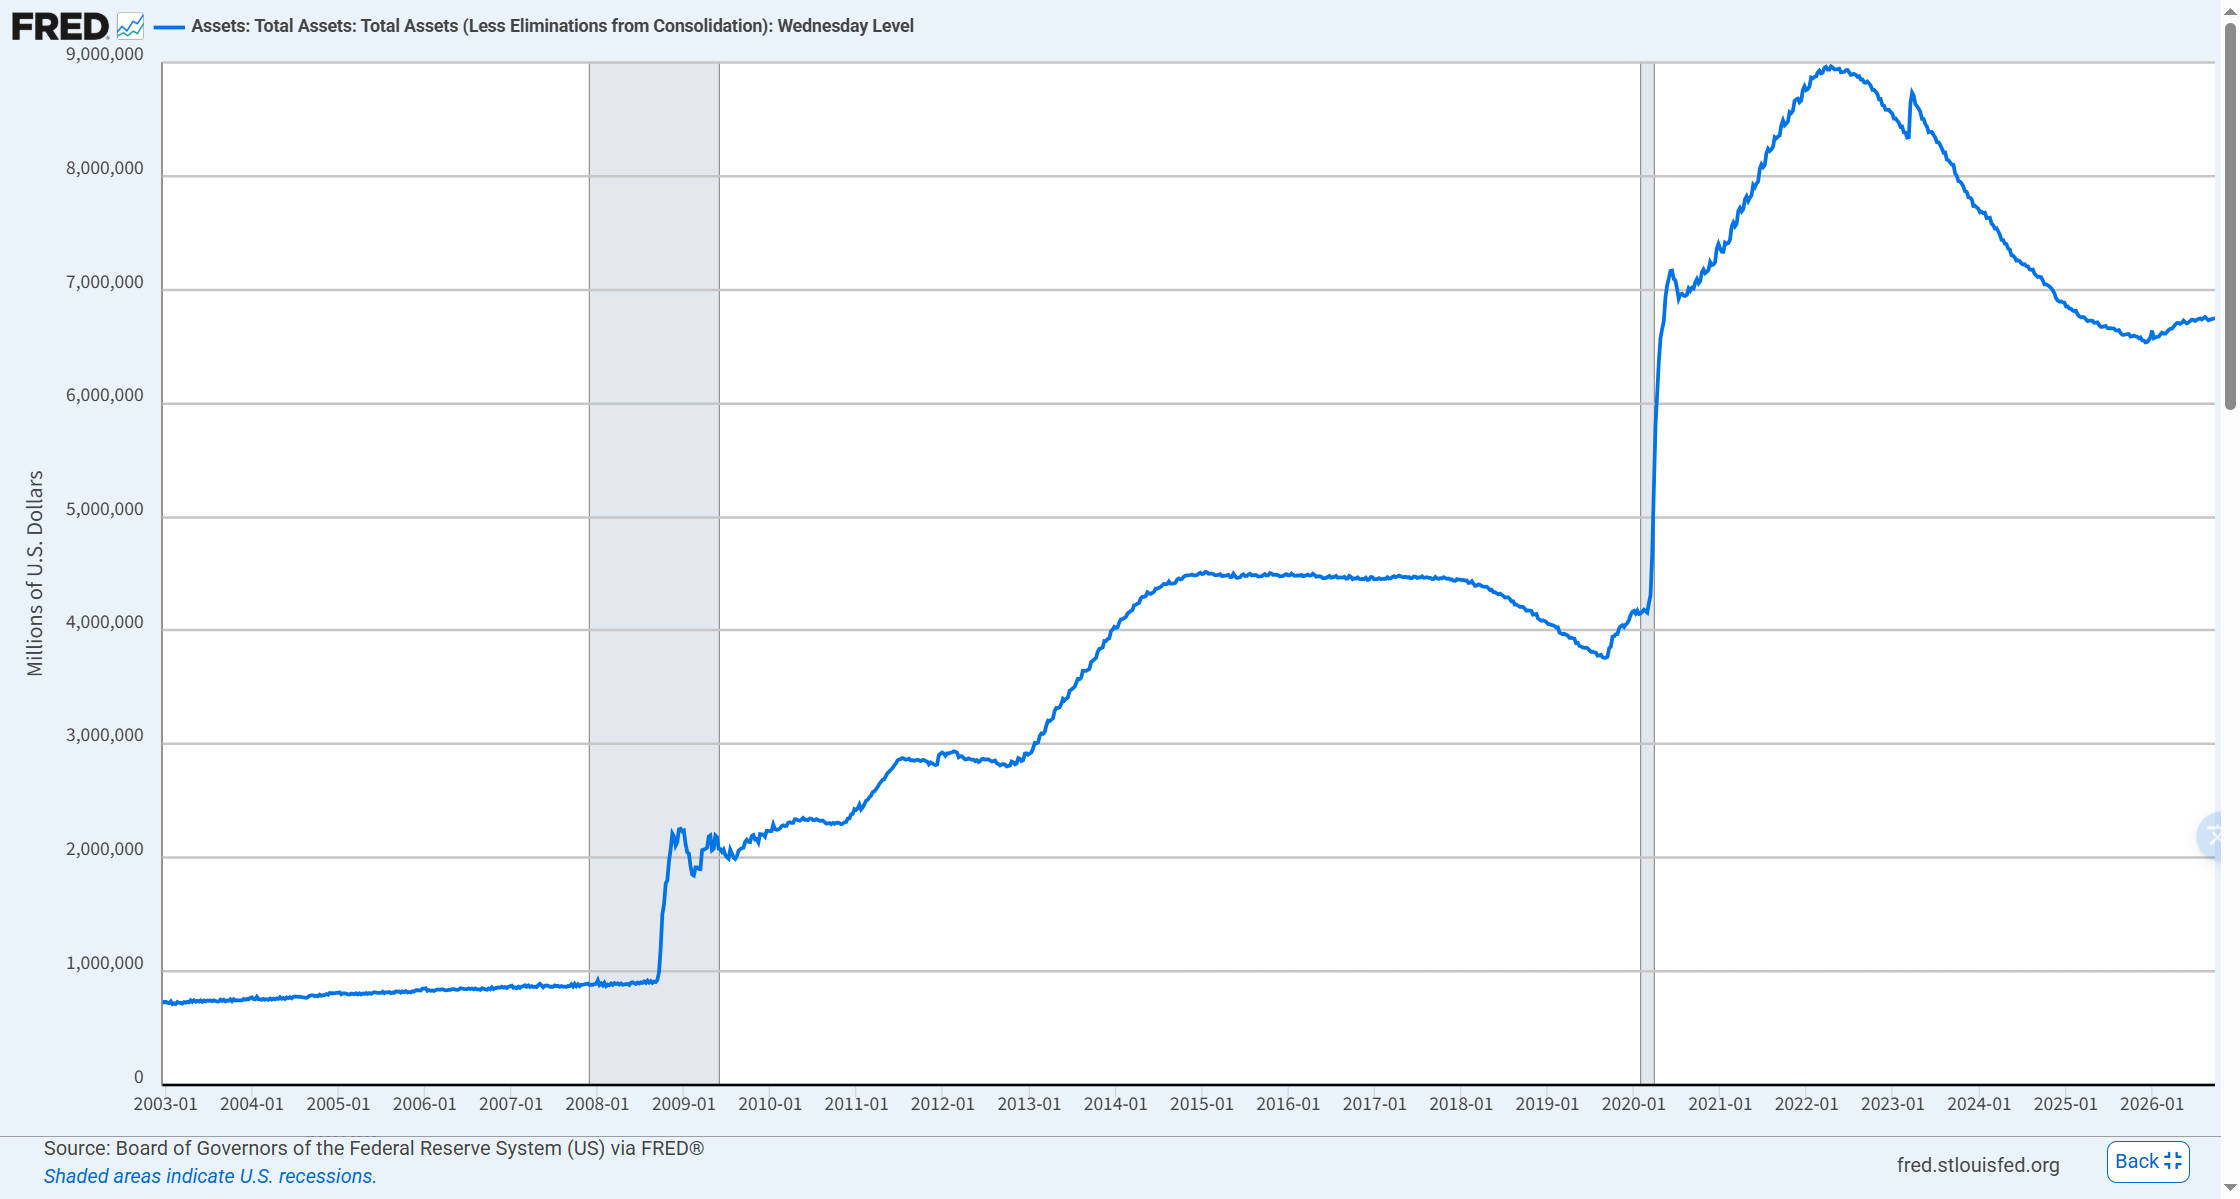 FRED
Assets: Total Assets: Total Assets (Less Eliminations from Consolidation): Wednesday Level
Millions of U.S. Dollars
9,000,000
8,000,000
7,000,000
6,000,000
5,000,000
4,000,000
3,000,000
2,000,000
1,000,000
0
2003-01 2004-01 2005-01 2006-01 2007-01 2008-01 2009-01 2010-01 2011-01 2012-01 2013-01 2014-01 2015-01 2016-01 2017-01 2018-01 2019-01 2020-01 2021-01 2022-01 2023-01 2024-01 2025-01 2026-01
Source: Board of Governors of the Federal Reserve System (US) via FRED®
Shaded areas indicate U.S. recessions.
fred.stlouisfed.org
Back